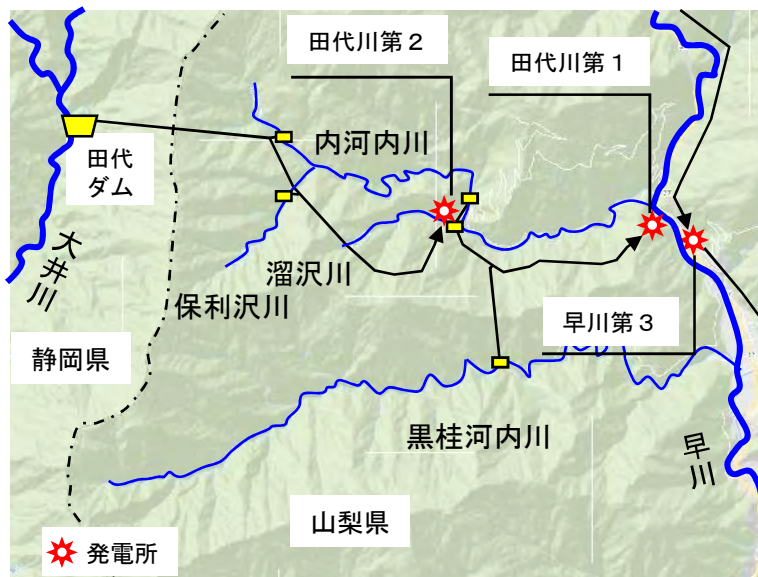 田代川第2
田代川第1
田代
ダム
内河内川
大井川
溜沢川
保利沢川
早川第3
静岡県
黒桂河内川
早川
山梨県
発電所